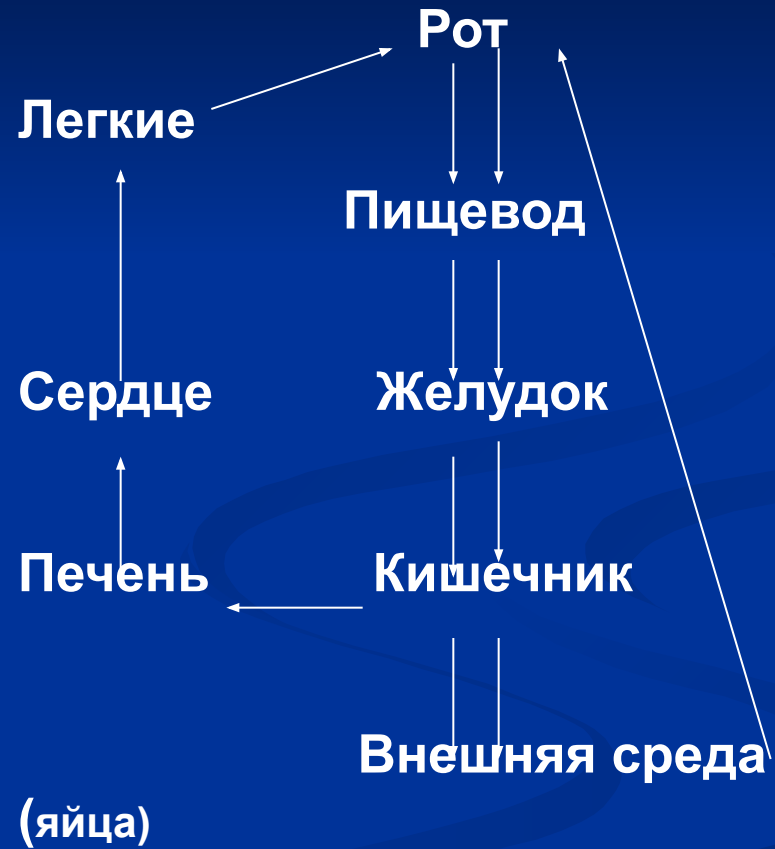 Рот
Легкие
Пищевод
Сердце
Желудок
Печень
Кишечник
Внешняя среда
(яйца)